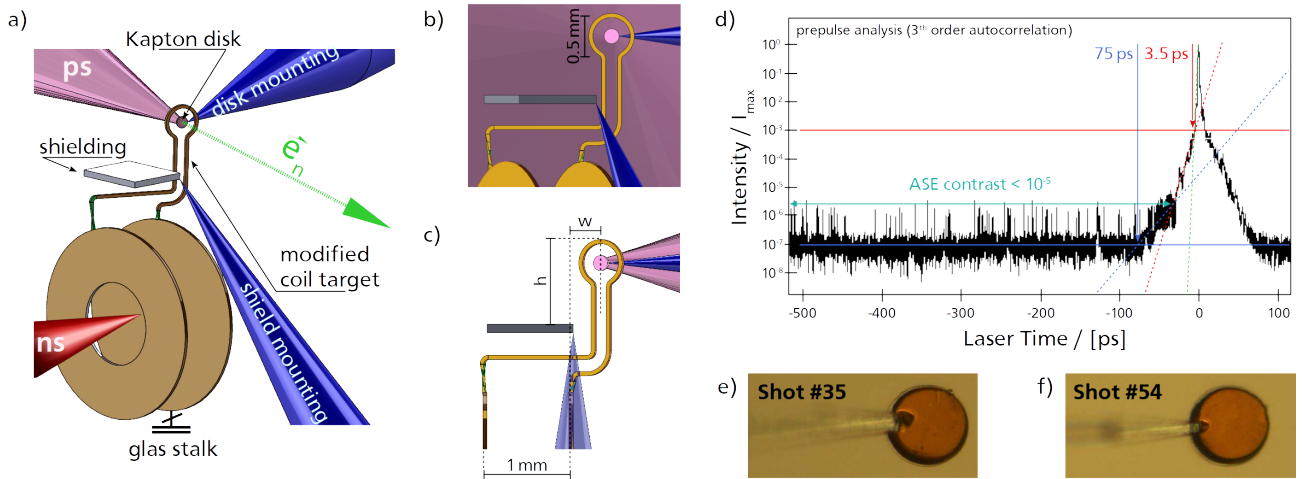 a)
Kapton disk
ps
disk mounting
shielding
e⁻n
modified
coil target
shield mounting
ns
glas stalk
b)
0.5 mm
c)
w
h
1 mm
d)
prepulse analysis (3th order autocorrelation)
75 ps
3.5 ps
ASE contrast < 10-5
Intensity / Imax
100
10-1
10-2
10-3
10-4
10-5
10-6
10-7
10-8
-500
-400
-300
-200
-100
0
100
Laser Time / [ps]
e)
Shot #35
f)
Shot #54